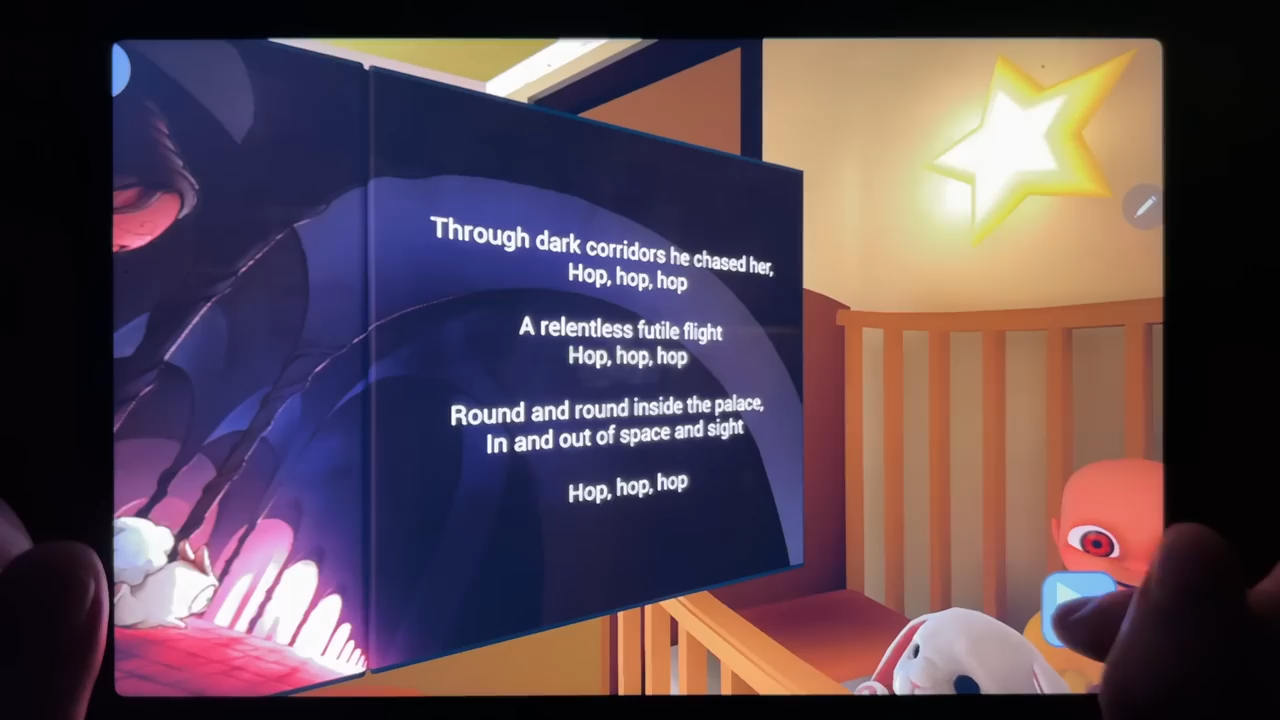 Through dark corridors he chased her,
Hop, hop, hop
A relentless futile flight
Hop, hop, hop
Round and round inside the palace,
In and out of space and sight
Hop, hop, hop